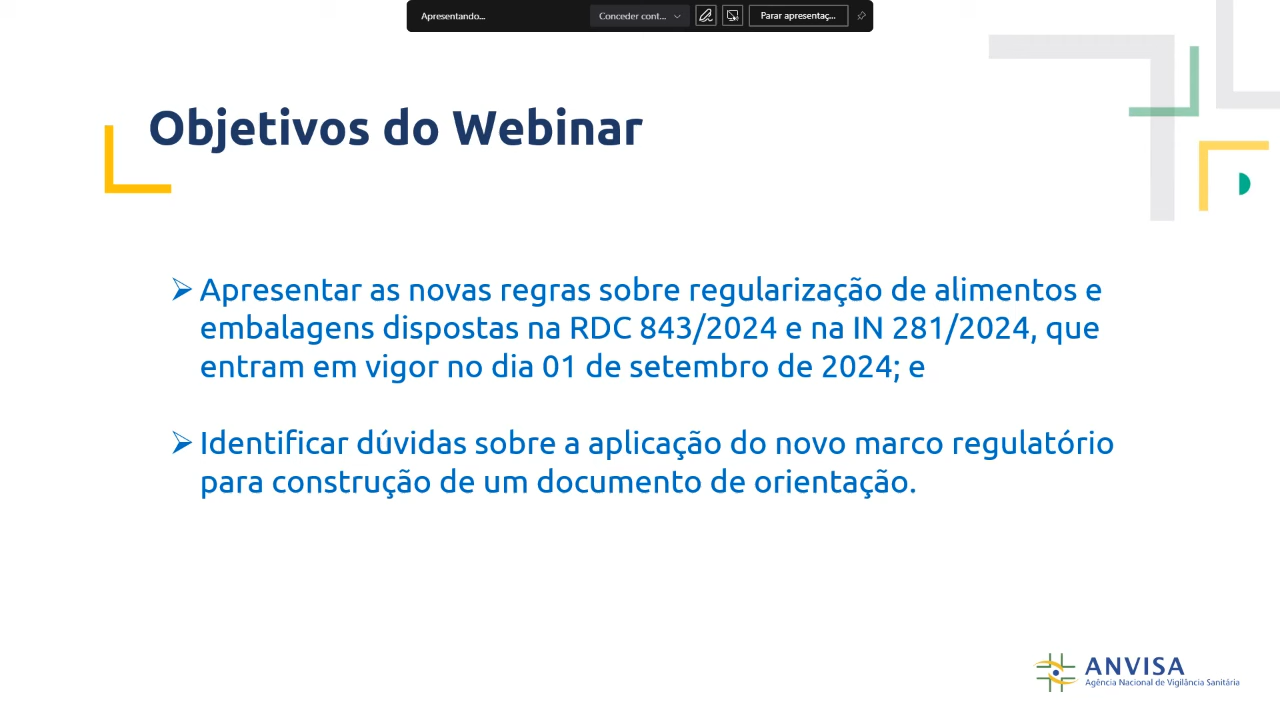 Apresentando...
Conceder cont...
Parar apresentaç...
Objetivos do Webinar
➢ Apresentar as novas regras sobre regularização de alimentos e
embalagens dispostas na RDC 843/2024 e na IN 281/2024, que
entram em vigor no dia 01 de setembro de 2024; e
➢ Identificar dúvidas sobre a aplicação do novo marco regulatório
para construção de um documento de orientação.
ANVISA
Agência Nacional de Vigilância Sanitária